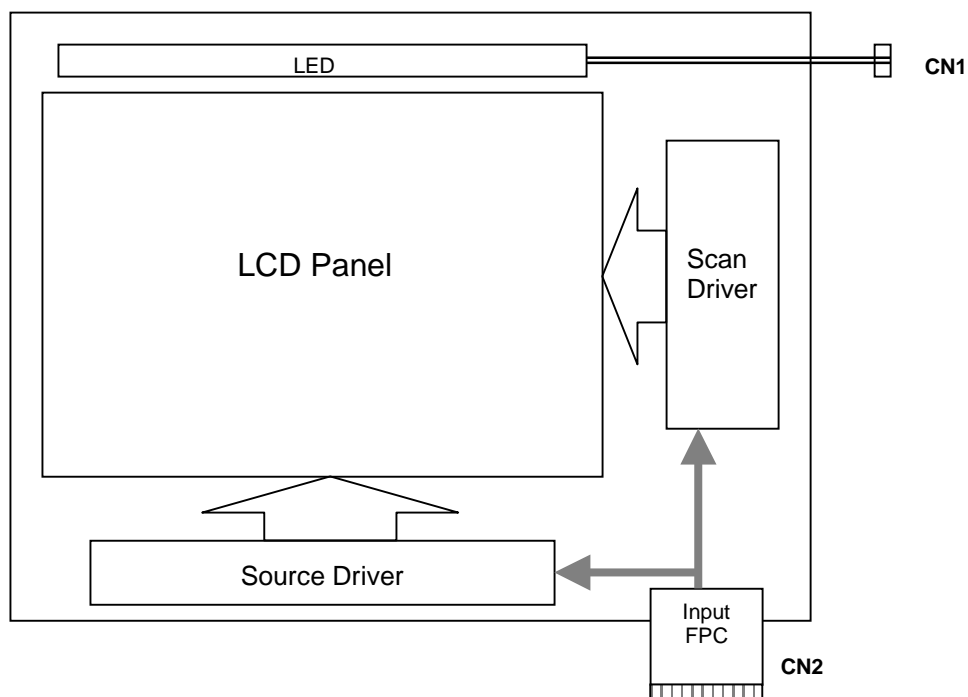 LED
CN1
LCD Panel
Scan
Driver
Source Driver
Input
FPC
CN2